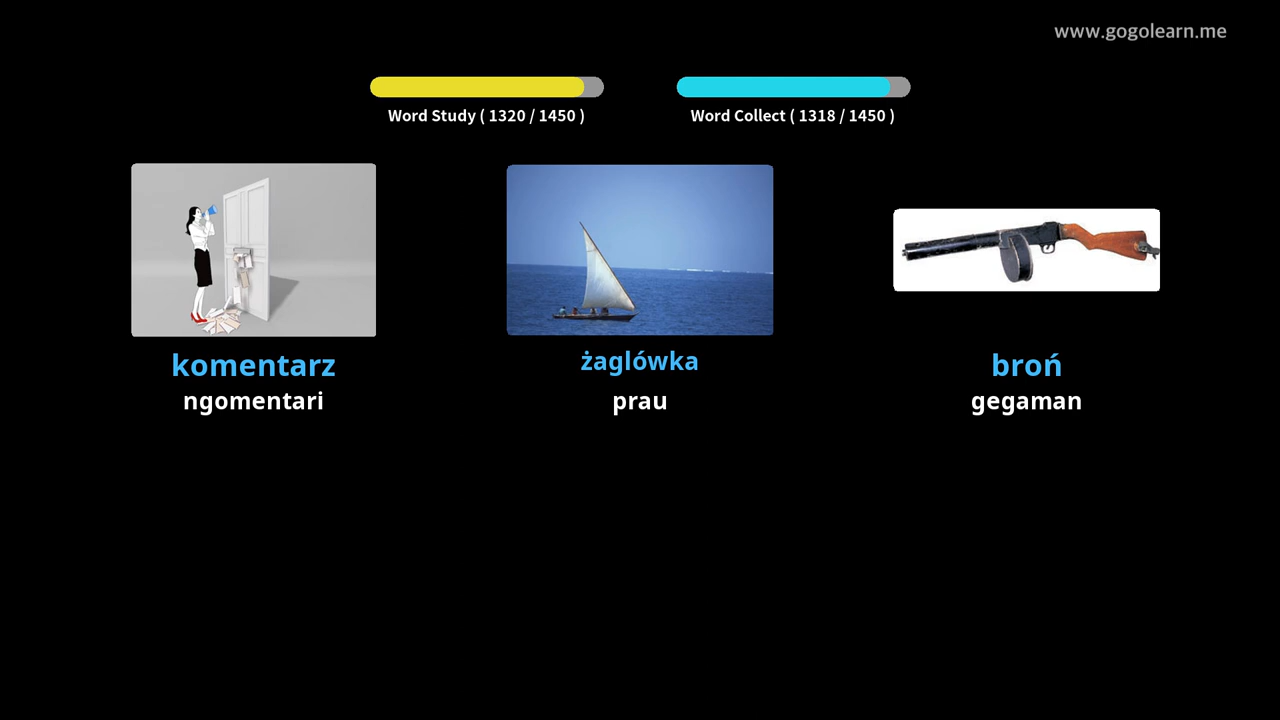 www.gogolearn.me
Word Study ( 1320 / 1450 )
Word Collect ( 1318 / 1450 )
komentarz
ngomentari
żaglówka
prau
broń
gegaman